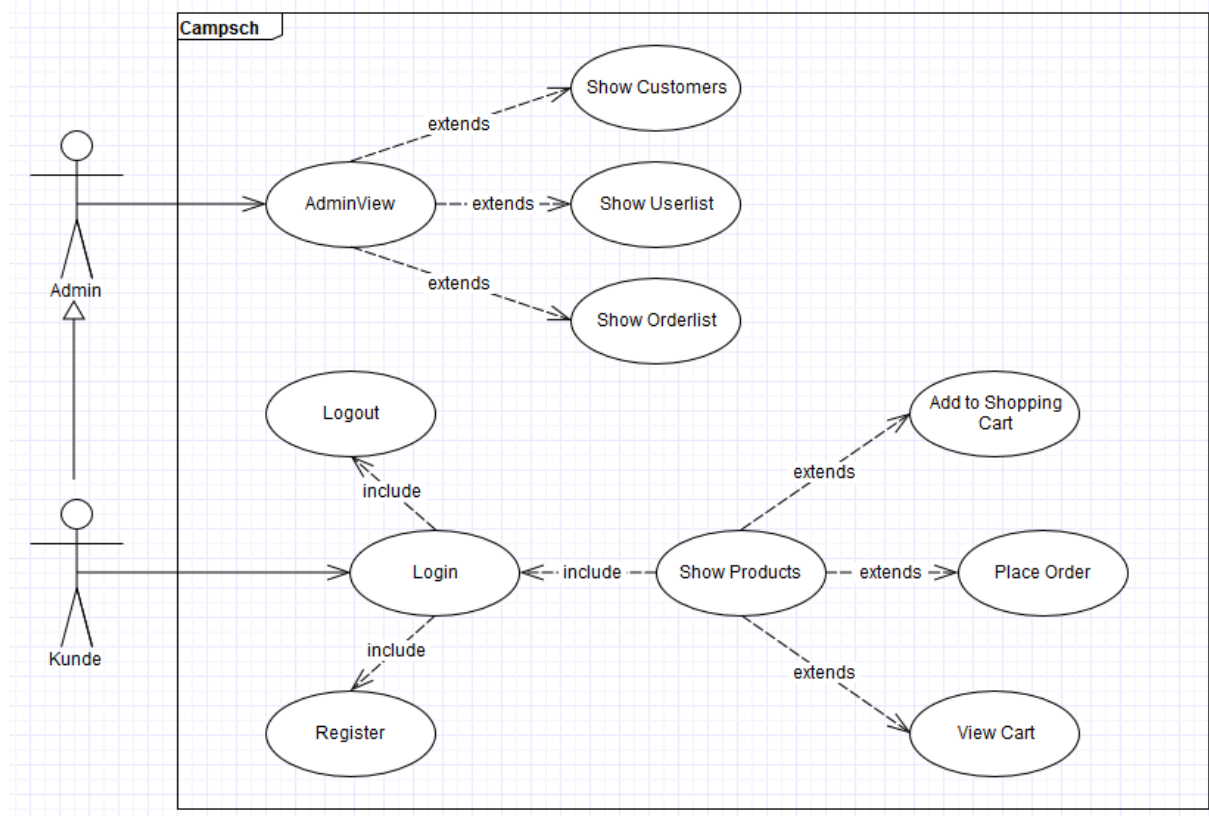 Campsch
Show Customers
extends
AdminView
extends
Show Userlist
extends
Admin
Show Orderlist
Logout
Add to Shopping
Cart
extends
include
Login
include
Show Products
extends
Place Order
include
Kunde
extends
Register
View Cart